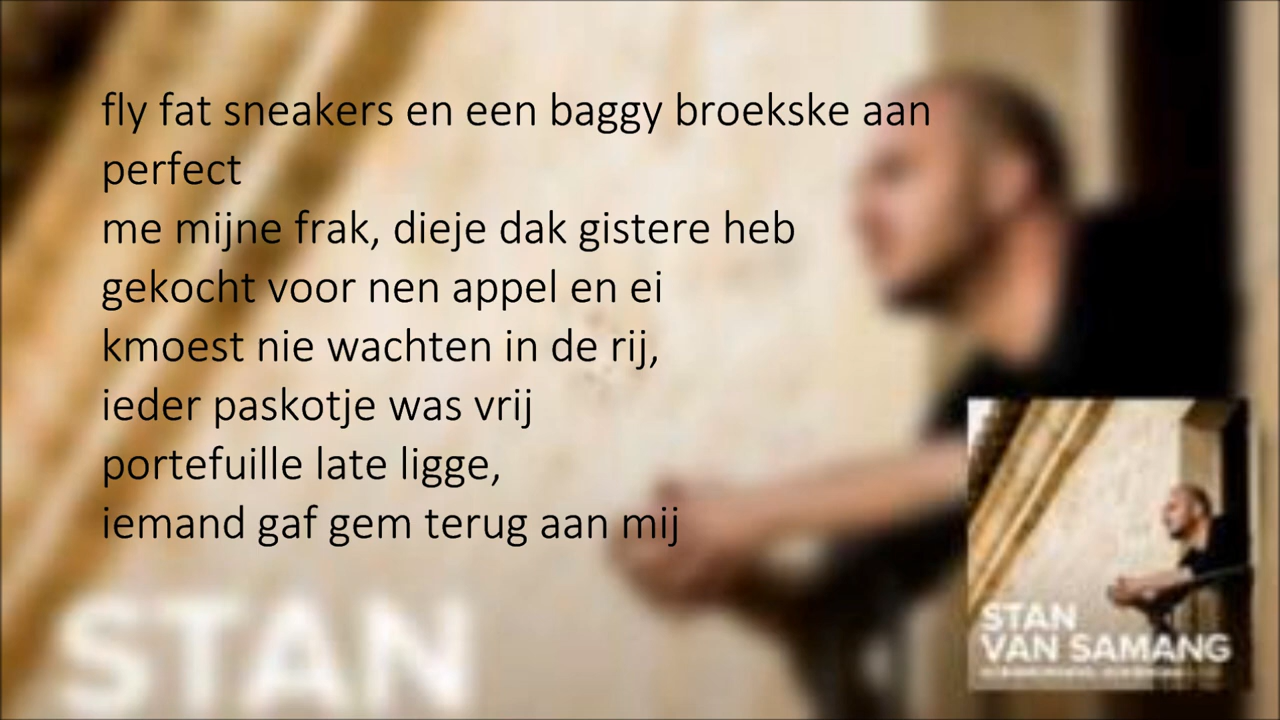 fly fat sneakers en een baggy broekske aan
perfect
me mijne frak, dieje dak gistere heb
gekocht voor nen appel en ei
kmoest nie wachten in de rij,
ieder paskotje was vrij
portefuille late ligge,
iemand gaf gem terug aan mij
STAN
STAN
VAN SAMANG